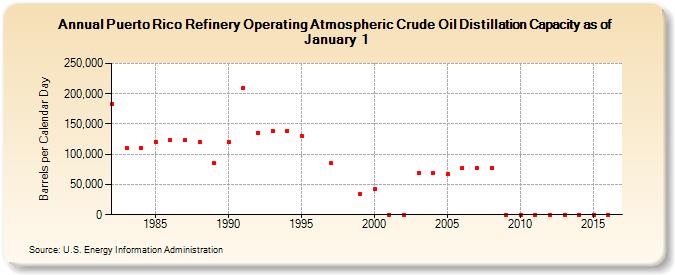 Annual Puerto Rico Refinery Operating Atmospheric Crude Oil Distillation Capacity as of
January 1
Barrels per Calendar Day
250,000
200,000
150,000
100,000
50,000
0
1985 1990 1995 2000 2005 2010 2015
Source: U.S. Energy Information Administration